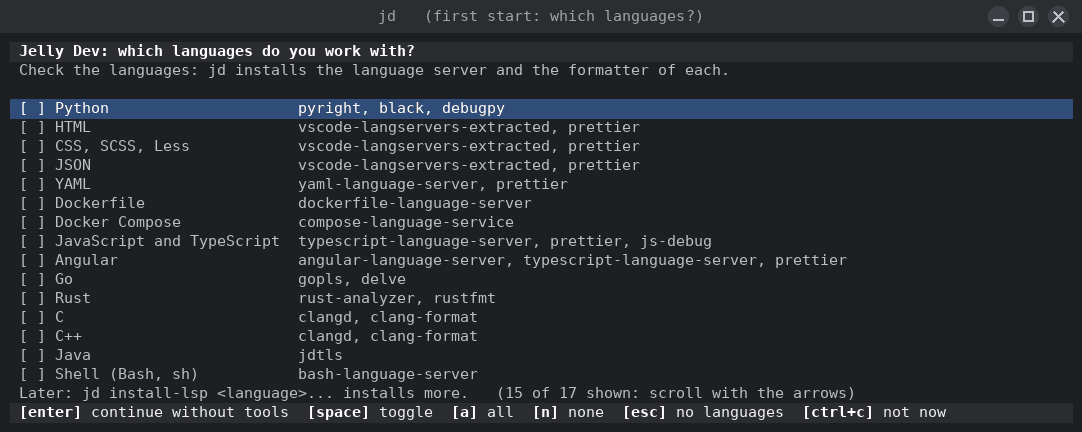 jd   (first start: which languages?)
Jelly Dev: which languages do you work with?
Check the languages: jd installs the language server and the formatter of each.
[ ] Python                     pyright, black, debugpy
[ ] HTML                       vscode-langservers-extracted, prettier
[ ] CSS, SCSS, Less            vscode-langservers-extracted, prettier
[ ] JSON                       vscode-langservers-extracted, prettier
[ ] YAML                       yaml-language-server, prettier
[ ] Dockerfile                 dockerfile-language-server
[ ] Docker Compose             compose-language-service
[ ] JavaScript and TypeScript  typescript-language-server, prettier, js-debug
[ ] Angular                    angular-language-server, typescript-language-server, prettier
[ ] Go                         gopls, delve
[ ] Rust                       rust-analyzer, rustfmt
[ ] C                          clangd, clang-format
[ ] C++                        clangd, clang-format
[ ] Java                       jdtls
[ ] Shell (Bash, sh)           bash-language-server
Later: jd install-lsp <language>... installs more.   (15 of 17 shown: scroll with the arrows)
[enter] continue without tools  [space] toggle  [a] all  [n] none  [esc] no languages  [ctrl+c] not now